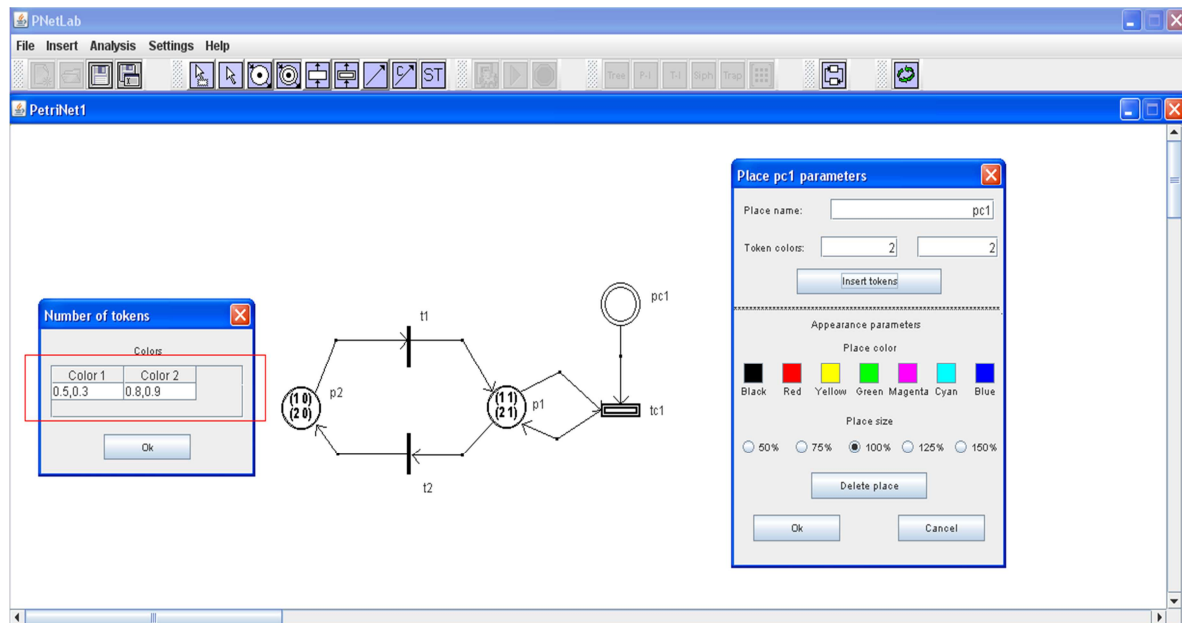 PNetLab
File Insert Analysis Settings Help
C ST Tree P-I T-I Siph Trap
PetriNet1
Place pc1 parameters
Place name: pc1
Token colors: 2 2
Insert tokens
Appearance parameters
Place color
Black Red Yellow Green Magenta Cyan Blue
Place size
50% 75% 100% 125% 150%
Delete place
Ok Cancel
Number of tokens
Colors
Color 1 Color 2
0.5,0.3 0.8,0.9
Ok
t1
pc1
p2
(1 0)
(2 0)
(1 1)
(2 1)
p1
tc1
t2